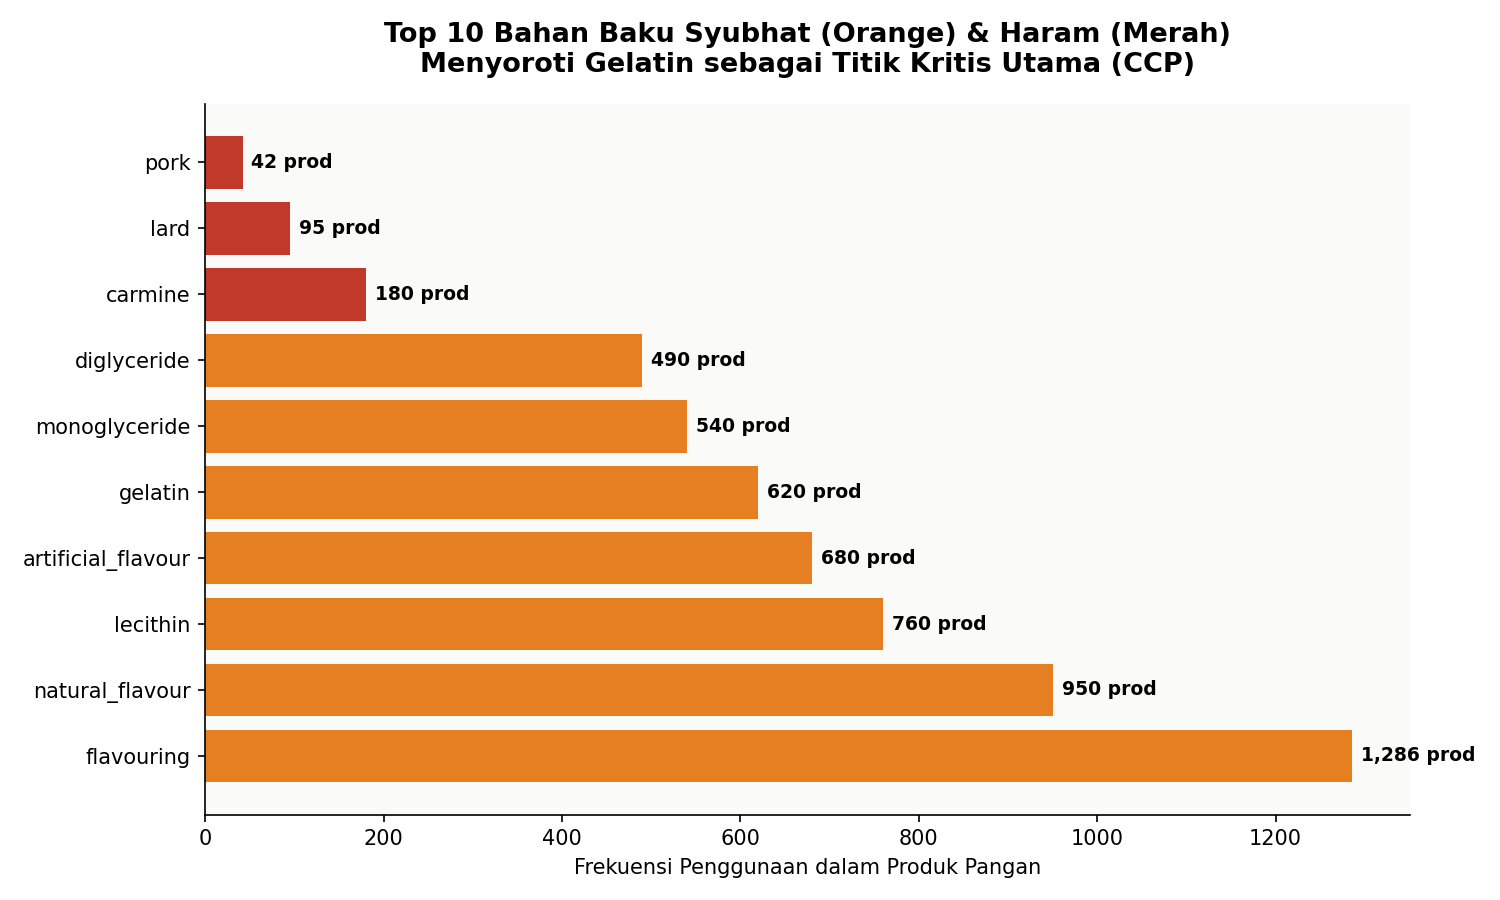 Top 10 Bahan Baku Syubhat (Orange) & Haram (Merah)
Menyoroti Gelatin sebagai Titik Kritis Utama (CCP)
pork 42 prod
lard 95 prod
carmine 180 prod
diglyceride 490 prod
monoglyceride 540 prod
gelatin 620 prod
artificial_flavour 680 prod
lecithin 760 prod
natural_flavour 950 prod
flavouring 1,286 prod
0 200 400 600 800 1000 1200
Frekuensi Penggunaan dalam Produk Pangan